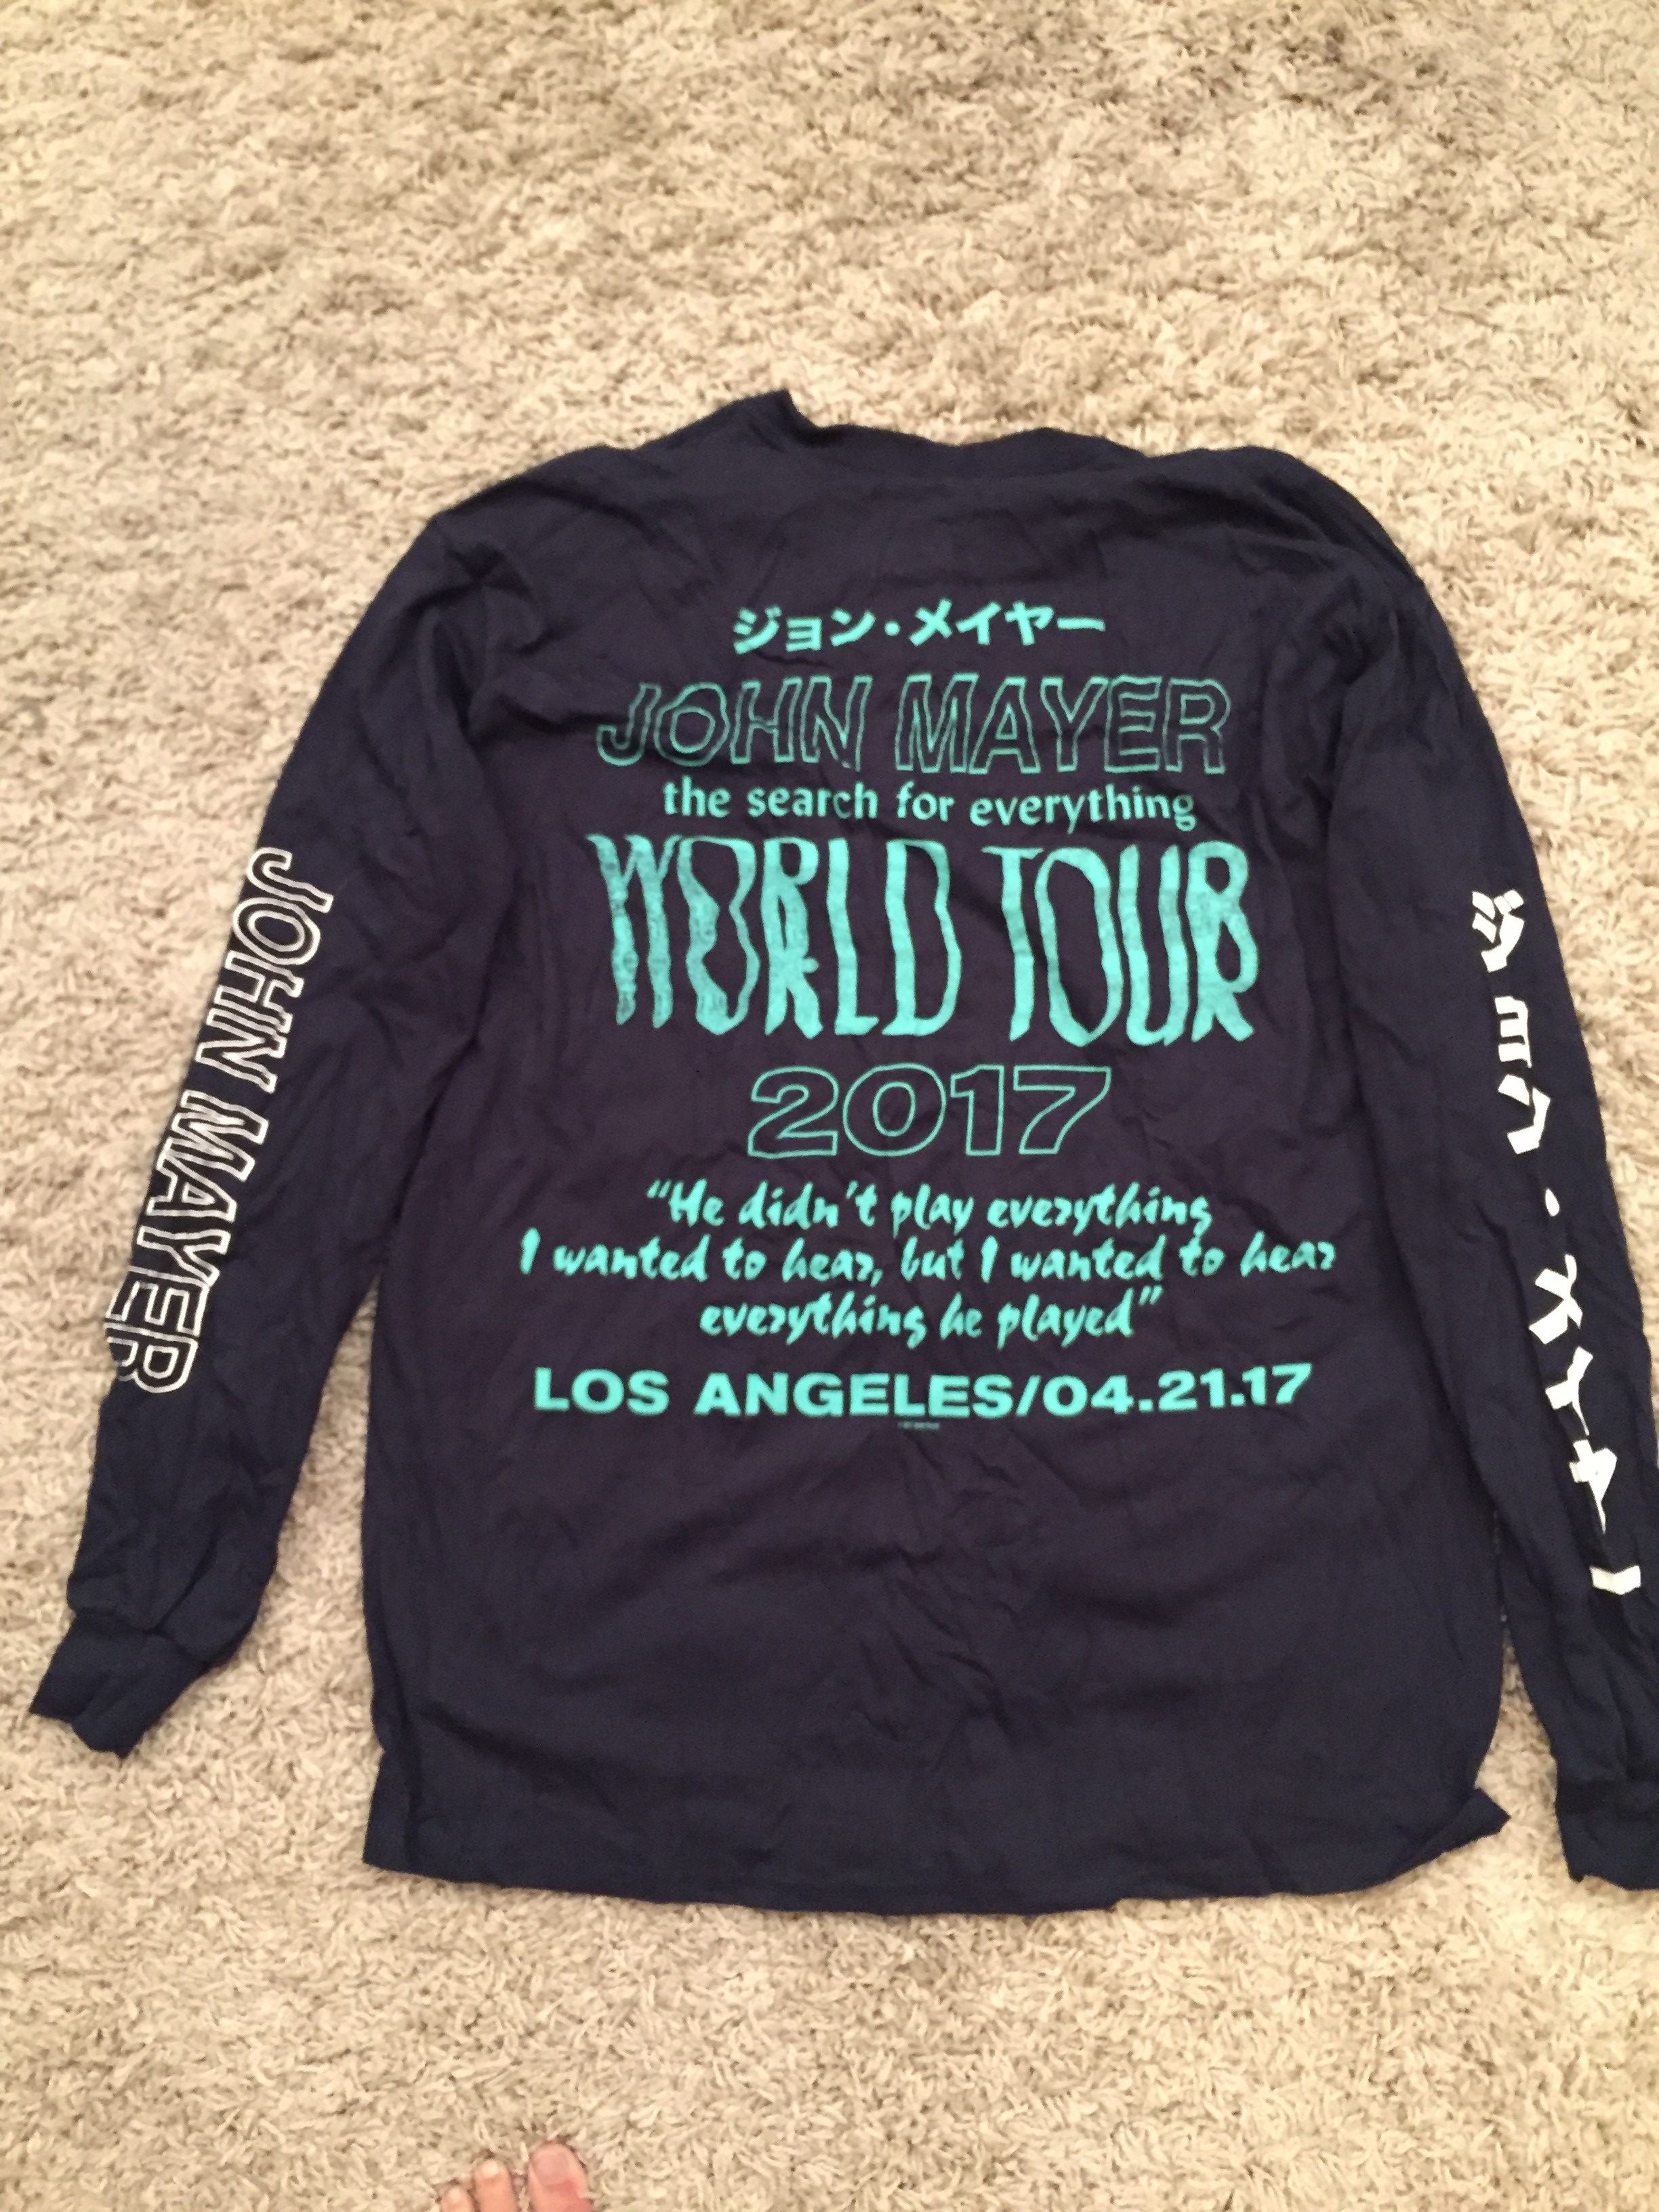 ジョン・メイヤー
JOHN MAYER
the search for everything
WORLD TOUR
2017
“He didn't play everything
I wanted to hear, but I wanted to hear
everything he played”
LOS ANGELES/04.21.17
JOHN MAYER
ジョン・メイヤー